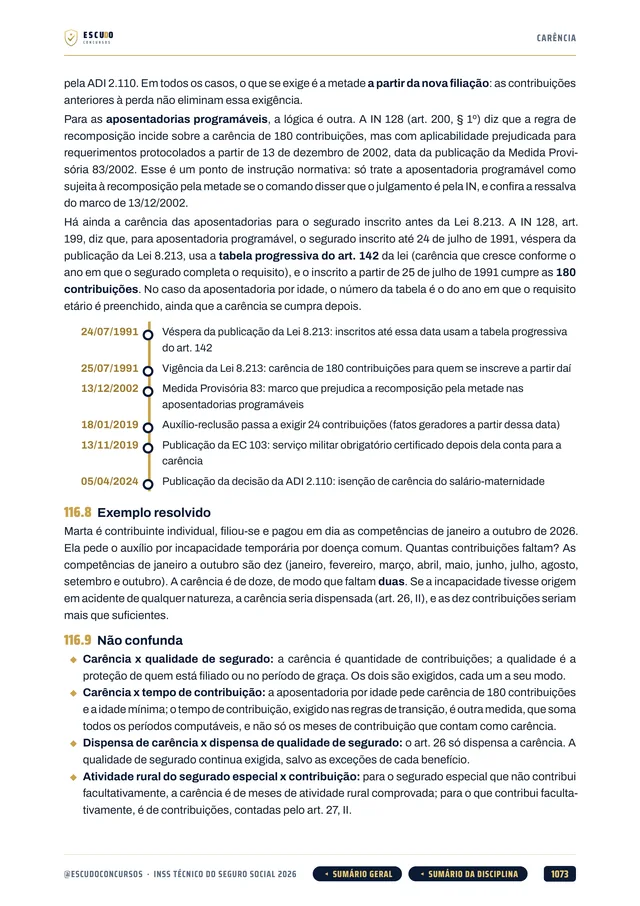 ESCUDO
CONCURSOS
CARÊNCIA
pela ADI 2.110. Em todos os casos, o que se exige é a metade a partir da nova filiação: as contribuições
anteriores à perda não eliminam essa exigência.
Para as aposentadorias programáveis, a lógica é outra. A IN 128 (art. 200, § 1º) diz que a regra de
recomposição incide sobre a carência de 180 contribuições, mas com aplicabilidade prejudicada para
requerimentos protocolados a partir de 13 de dezembro de 2002, data da publicação da Medida Provi-
sória 83/2002. Esse é um ponto de instrução normativa: só trate a aposentadoria programável como
sujeita à recomposição pela metade se o comando disser que o julgamento é pela IN, e confira a ressalva
do marco de 13/12/2002.
Há ainda a carência das aposentadorias para o segurado inscrito antes da Lei 8.213. A IN 128, art.
199, diz que, para aposentadoria programável, o segurado inscrito até 24 de julho de 1991, véspera da
publicação da Lei 8.213, usa a tabela progressiva do art. 142 da lei (carência que cresce conforme o
ano em que o segurado completa o requisito), e o inscrito a partir de 25 de julho de 1991 cumpre as 180
contribuições. No caso da aposentadoria por idade, o número da tabela é o do ano em que o requisito
etário é preenchido, ainda que a carência se cumpra depois.
24/07/1991 Véspera da publicação da Lei 8.213: inscritos até essa data usam a tabela progressiva
do art. 142
25/07/1991 Vigência da Lei 8.213: carência de 180 contribuições para quem se inscreve a partir daí
13/12/2002 Medida Provisória 83: marco que prejudica a recomposição pela metade nas
aposentadorias programáveis
18/01/2019 Auxílio-reclusão passa a exigir 24 contribuições (fatos geradores a partir dessa data)
13/11/2019 Publicação da EC 103: serviço militar obrigatório certificado depois dela conta para a
carência
05/04/2024 Publicação da decisão da ADI 2.110: isenção de carência do salário-maternidade
116.8 Exemplo resolvido
Marta é contribuinte individual, filiou-se e pagou em dia as competências de janeiro a outubro de 2026.
Ela pede o auxílio por incapacidade temporária por doença comum. Quantas contribuições faltam? As
competências de janeiro a outubro são dez (janeiro, fevereiro, março, abril, maio, junho, julho, agosto,
setembro e outubro). A carência é de doze, de modo que faltam duas. Se a incapacidade tivesse origem
em acidente de qualquer natureza, a carência seria dispensada (art. 26, II), e as dez contribuições seriam
mais que suficientes.
116.9 Não confunda
◆ Carência x qualidade de segurado: a carência é quantidade de contribuições; a qualidade é a
proteção de quem está filiado ou no período de graça. Os dois são exigidos, cada um a seu modo.
◆ Carência x tempo de contribuição: a aposentadoria por idade pede carência de 180 contribuições
e a idade mínima; o tempo de contribuição, exigido nas regras de transição, é outra medida, que soma
todos os períodos computáveis, e não só os meses de contribuição que contam como carência.
◆ Dispensa de carência x dispensa de qualidade de segurado: o art. 26 só dispensa a carência. A
qualidade de segurado continua exigida, salvo as exceções de cada benefício.
◆ Atividade rural do segurado especial x contribuição: para o segurado especial que não contribui
facultativamente, a carência é de meses de atividade rural comprovada; para o que contribui faculta-
tivamente, é de contribuições, contadas pelo art. 27, II.
@ESCUDOCONCURSOS · INSS TÉCNICO DO SEGURO SOCIAL 2026 SUMÁRIO GERAL SUMÁRIO DA DISCIPLINA 1073